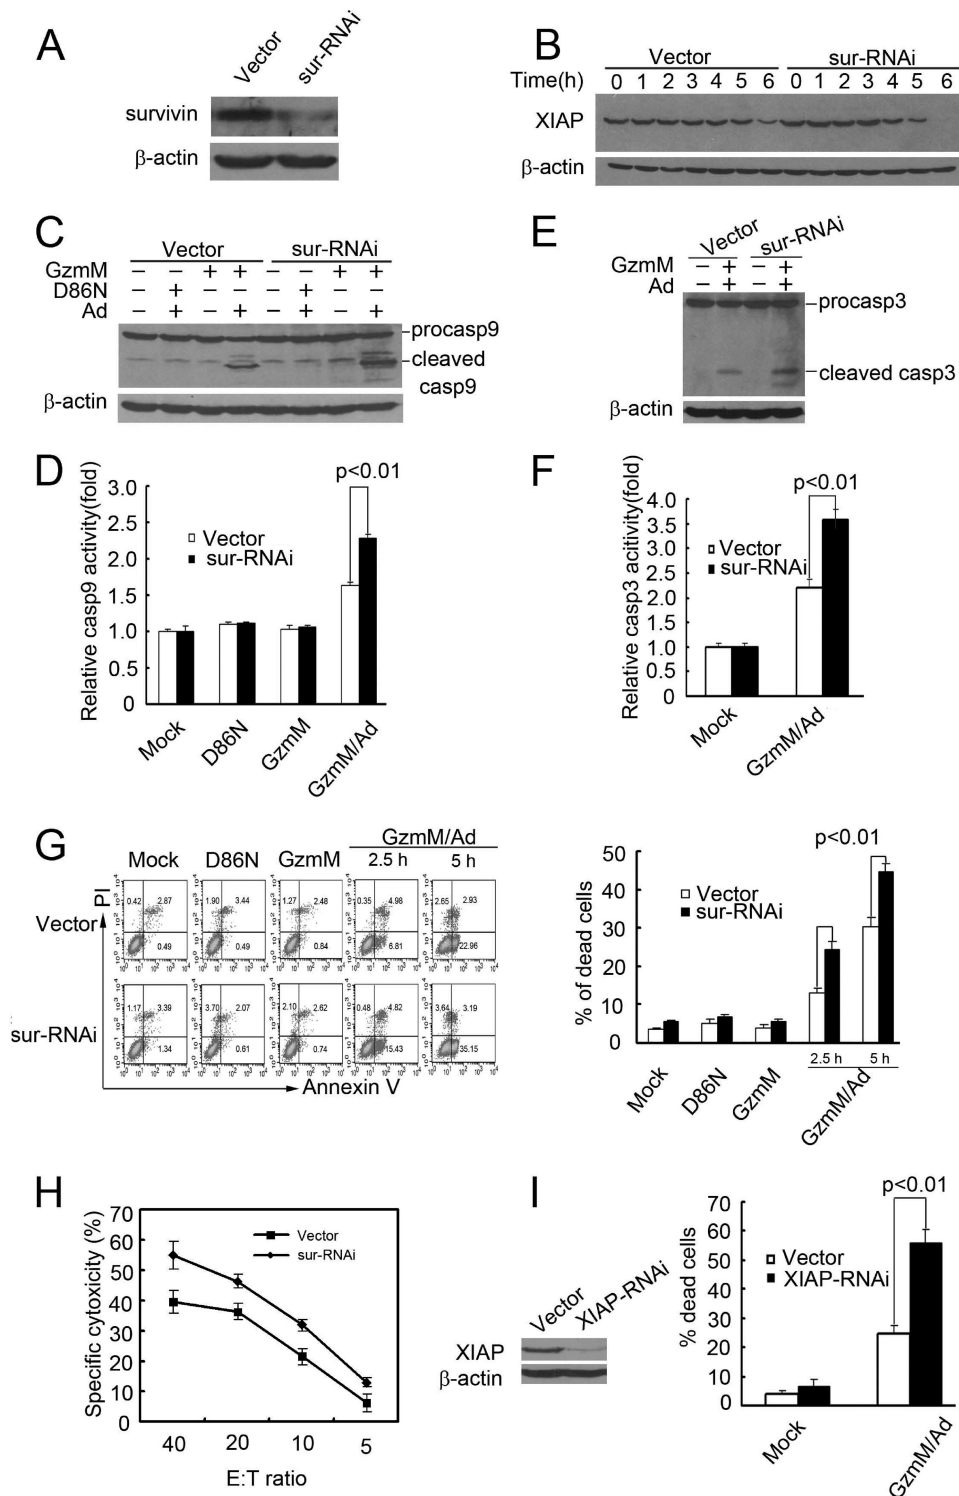 A
Vector
sur-RNAi
survivin
β-actin
B
Vector
sur-RNAi
Time(h) 0 1 2 3 4 5 6 0 1 2 3 4 5 6
XIAP
β-actin
C
Vector
sur-RNAi
GzmM − − + + − − + +
D86N + +
Ad − + − + − + − +
procasp9
cleaved
casp9
β-actin
E
Vector
sur-RNAi
GzmM − + − +
Ad − + − +
procasp3
cleaved casp3
β-actin
D
Relative casp9 activity(fold)
p<0.01
3.0
2.5
2.0
1.5
1.0
0.5
0
Vector
sur-RNAi
Mock
D86N
GzmM
GzmM/Ad
F
Relative casp3 acitivity(fold)
p<0.01
4.0
3.5
3.0
2.5
2.0
1.5
1.0
0.5
0
Vector
sur-RNAi
Mock
GzmM/Ad
G
GzmM/Ad
Mock D86N GzmM 2.5 h 5 h
PI
Vector
0.42 2.87 0.49
1.90 3.44 0.49
1.27 2.48 0.84
0.35 4.98 6.81
2.65 2.93 22.96
sur-RNAi
1.17 3.39 1.34
3.70 2.07 0.61
2.10 2.62 0.74
0.48 4.82 15.43
3.64 3.19 35.15
Annexin V
% of dead cells
p<0.01
50
40
30
20
10
0
Vector
sur-RNAi
2.5 h 5 h
Mock
D86N
GzmM
GzmM/Ad
H
Specific cytoxicity (%)
70
60
50
40
30
20
10
0
Vector
sur-RNAi
40 20 10 5
E:T ratio
I
Vector
XIAP-RNAi
XIAP
β-actin
% dead cells
p<0.01
70
60
50
40
30
20
10
0
Vector
XIAP-RNAi
Mock
GzmM/Ad